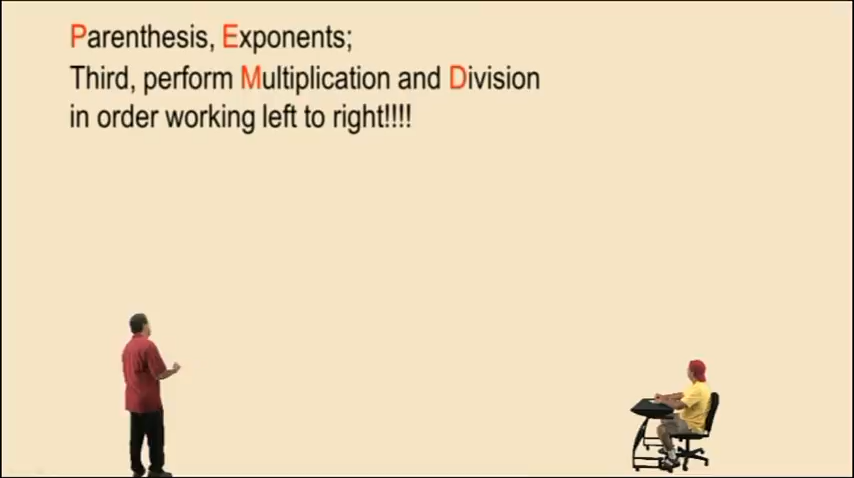 Parenthesis, Exponents;
Third, perform Multiplication and Division
in order working left to right!!!!